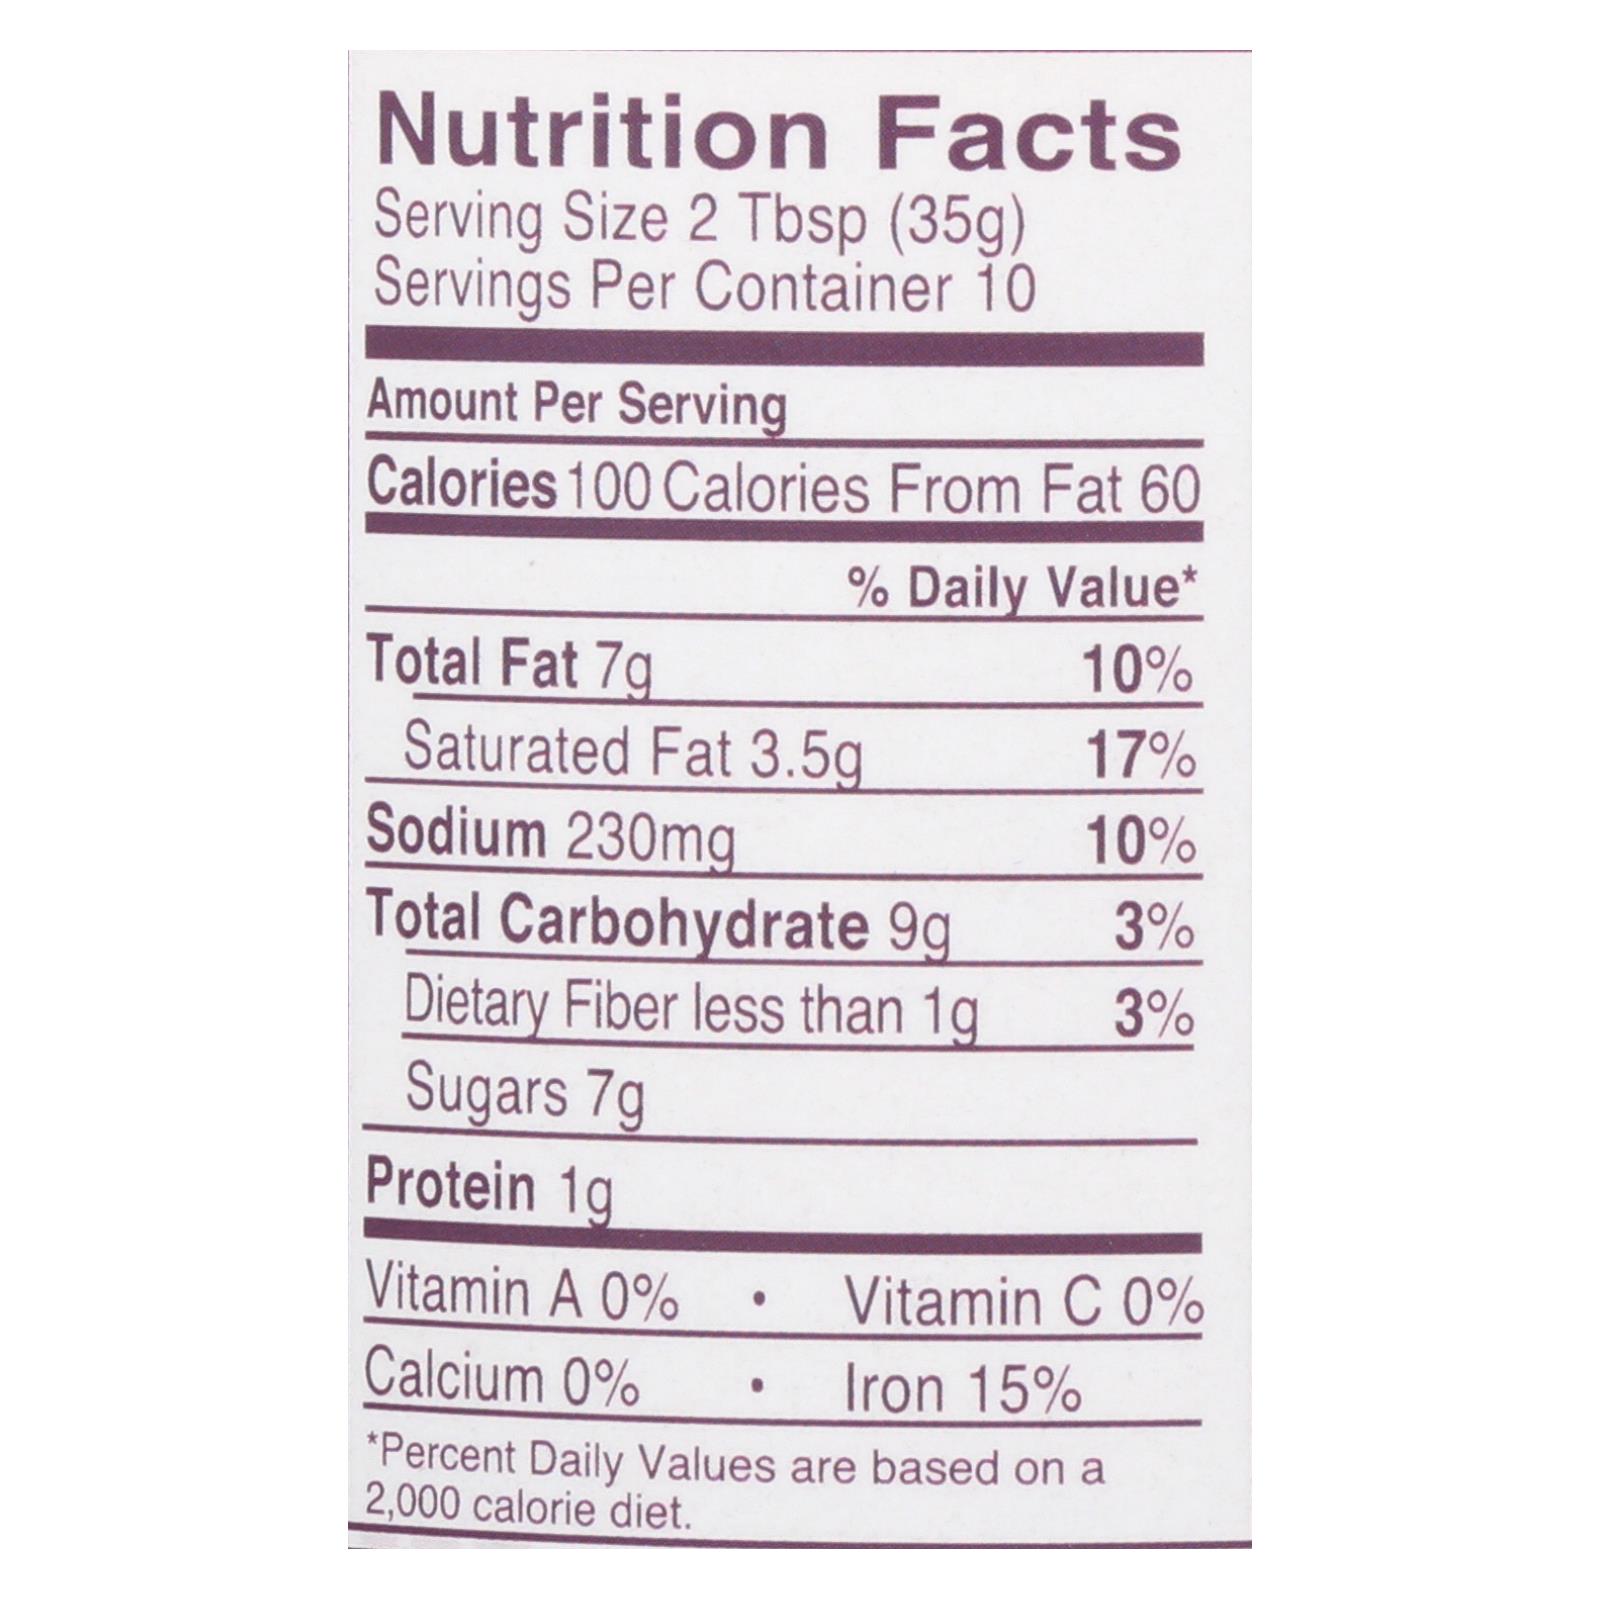 Nutrition Facts
Serving Size 2 Tbsp (35g)
Servings Per Container 10
Amount Per Serving
Calories 100 Calories From Fat 60
% Daily Value*
Total Fat 7g 10%
Saturated Fat 3.5g 17%
Sodium 230mg 10%
Total Carbohydrate 9g 3%
Dietary Fiber less than 1g 3%
Sugars 7g
Protein 1g
Vitamin A 0% • Vitamin C 0%
Calcium 0% • Iron 15%
*Percent Daily Values are based on a
2,000 calorie diet.